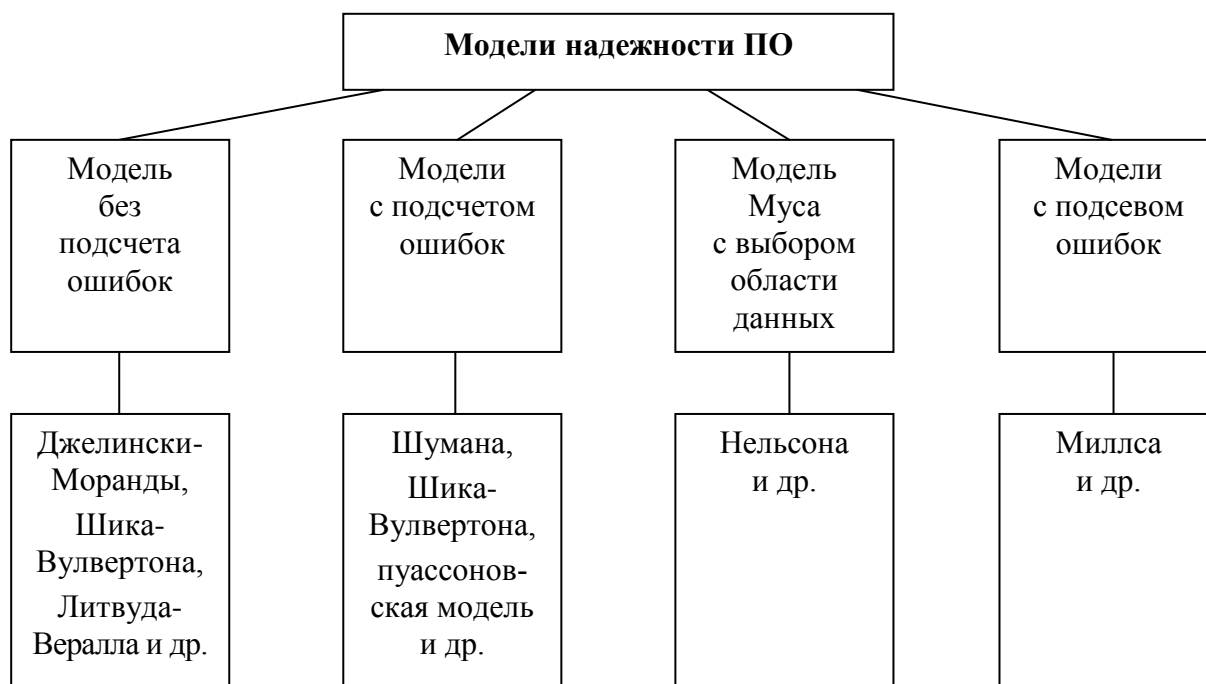 Модели надежности ПО
Модель
без
подсчета
ошибок
Модели
с подсчетом
ошибок
Модель
Муса
с выбором
области
данных
Модели
с подсевом
ошибок
Джелински-
Моранды,
Шика-
Вулвертона,
Литвуда-
Вералла и др.
Шумана,
Шика-
Вулвертона,
пуассонов-
ская модель
и др.
Нельсона
и др.
Миллса
и др.